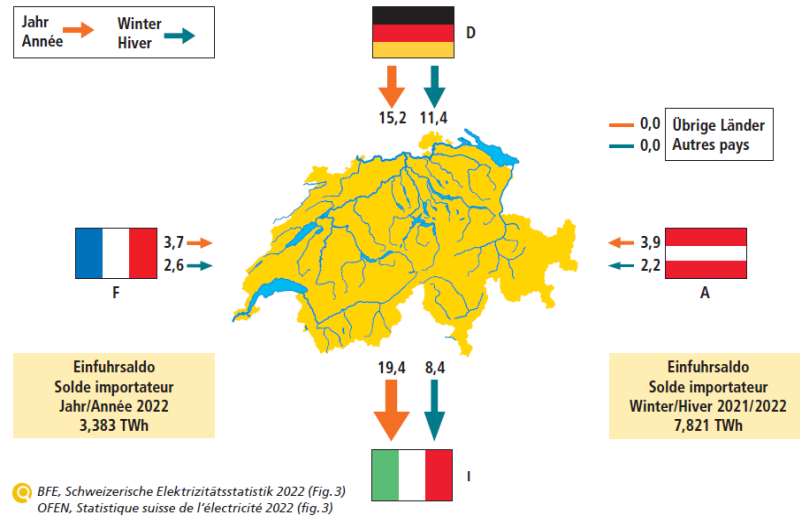 Jahr
Année
Winter
Hiver
D
15,2 11,4
0,0
0,0
Übrige Länder
Autres pays
3,7
2,6
F
3,9
2,2
A
Einfuhrsaldo
Solde importateur
Jahr/Année 2022
3,383 TWh
19,4 8,4
Einfuhrsaldo
Solde importateur
Winter/Hiver 2021/2022
7,821 TWh
I
BFE, Schweizerische Elektrizitätsstatistik 2022 (Fig. 3)
OFEN, Statistique suisse de l’électricité 2022 (fig. 3)